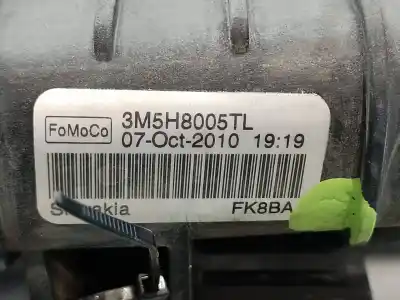 FoMoCo 3M5H8005TL
07-Oct-2010 19:19
Slovakia FK8BA